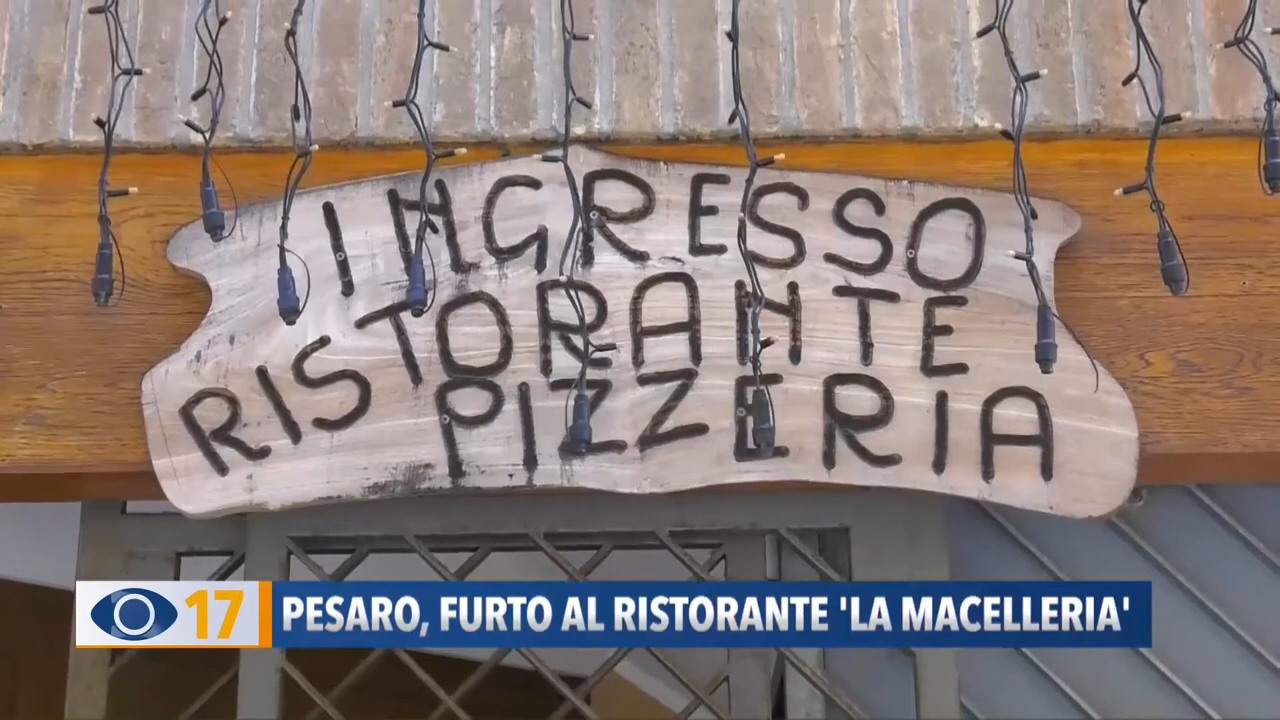 INGRESSO
RISTORANTE
PIZZERIA
17
PESARO, FURTO AL RISTORANTE 'LA MACELLERIA'